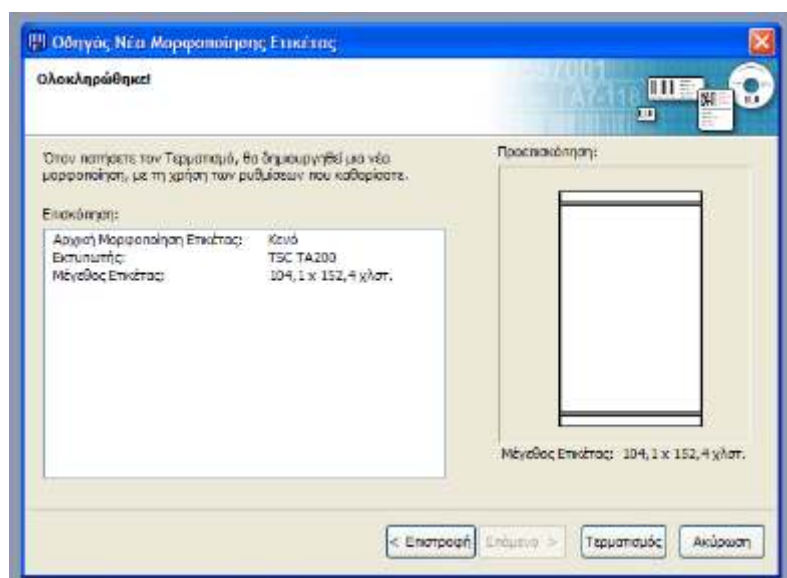 Οδηγός Νέα Μορφοποίησης Ετικέτας
Ολοκληρώθηκε!
Όταν πατήσετε τον Τερματισμό, θα δημιουργηθεί μια νέα
μορφοποίηση, με τη χρήση των ρυθμίσεων που καθορίσατε.
Επισκόπηση:
Αρχική Μορφοποίηση Ετικέτας: Κενό
Εκτυπωτής: TSC TA200
Μέγεθος Ετικέτας: 104,1 x 152,4 χλστ.
Προεπισκόπηση:
Μέγεθος Ετικέτας: 104,1 x 152,4 χλστ.
< Επιστροφή
Επόμενο >
Τερματισμός
Ακύρωση